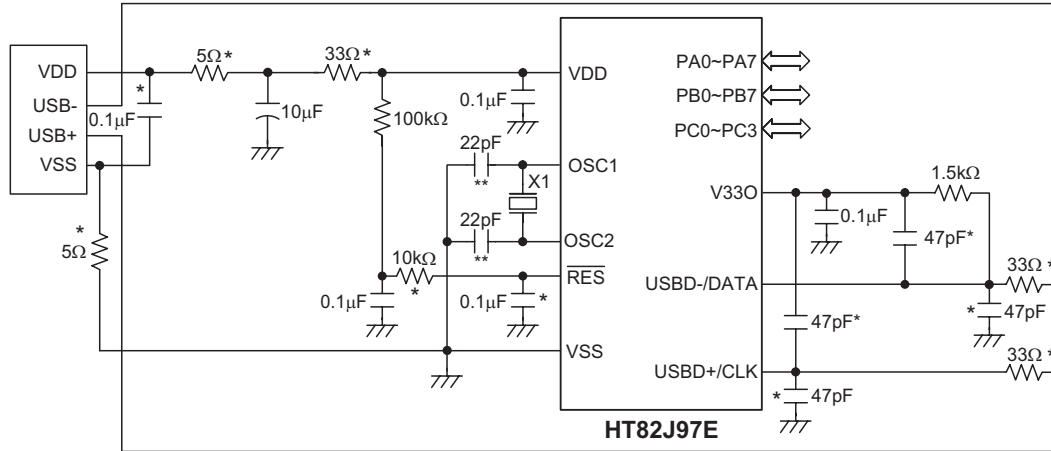 VDD
USB-
USB+
VSS
*
0.1μF
5Ω*
10μF
33Ω*
100kΩ
0.1μF
22pF
**
X1
22pF
**
10kΩ
*
0.1μF
0.1μF
*
*
5Ω
VDD
OSC1
OSC2
RES
VSS
PA0~PA7
PB0~PB7
PC0~PC3
V33O
USBD-/DATA
USBD+/CLK
HT82J97E
1.5kΩ
0.1μF
47pF*
33Ω*
*
47pF
47pF*
33Ω*
*
47pF